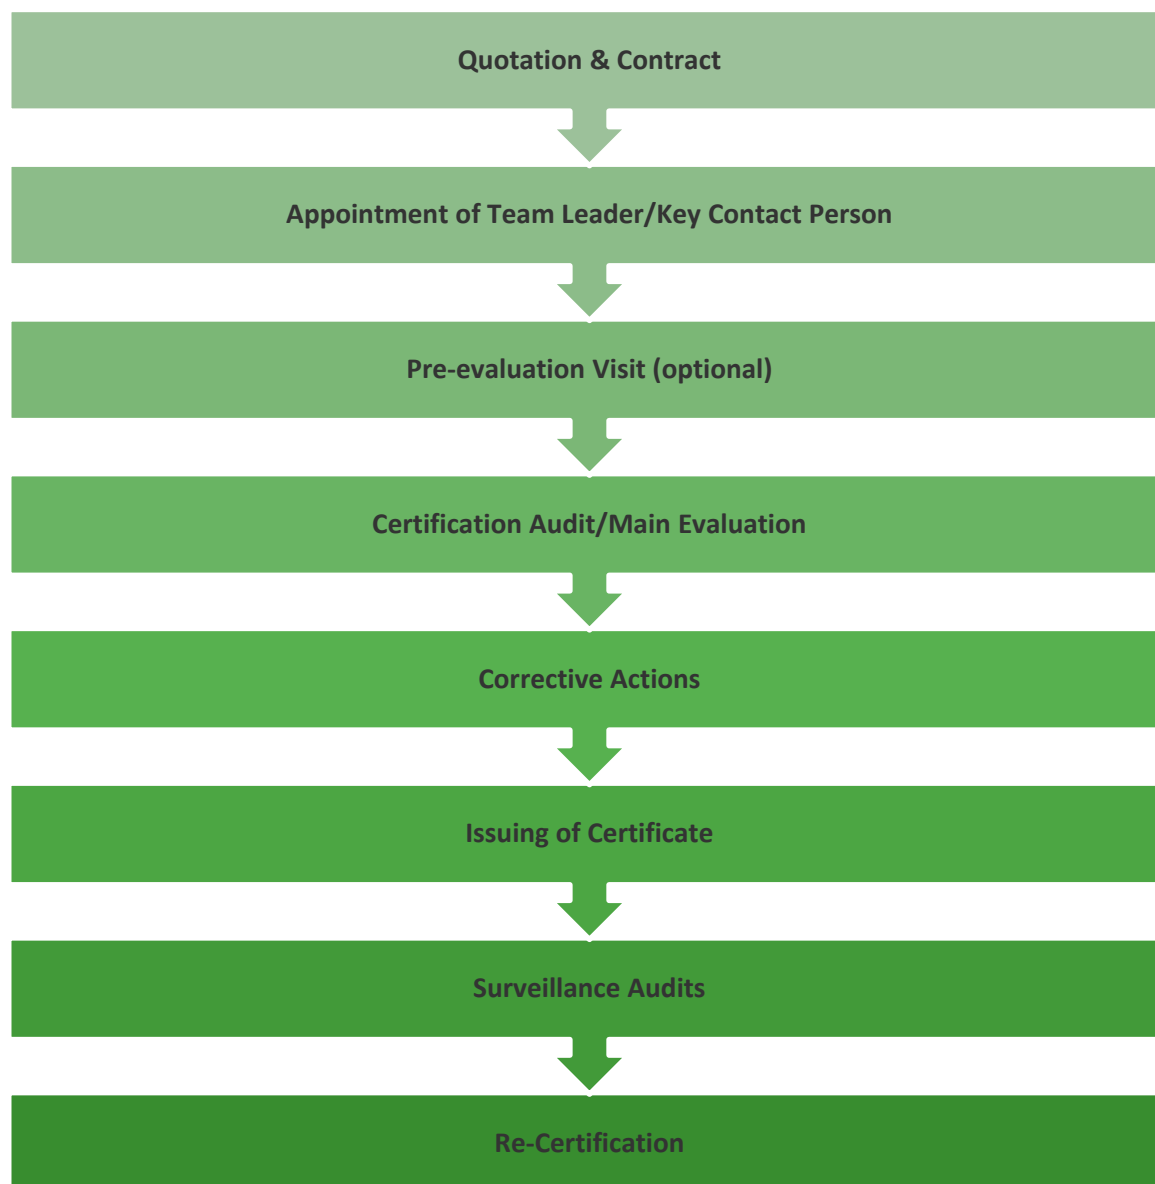 Quotation & Contract
Appointment of Team Leader/Key Contact Person
Pre-evaluation Visit (optional)
Certification Audit/Main Evaluation
Corrective Actions
Issuing of Certificate
Surveillance Audits
Re-Certification